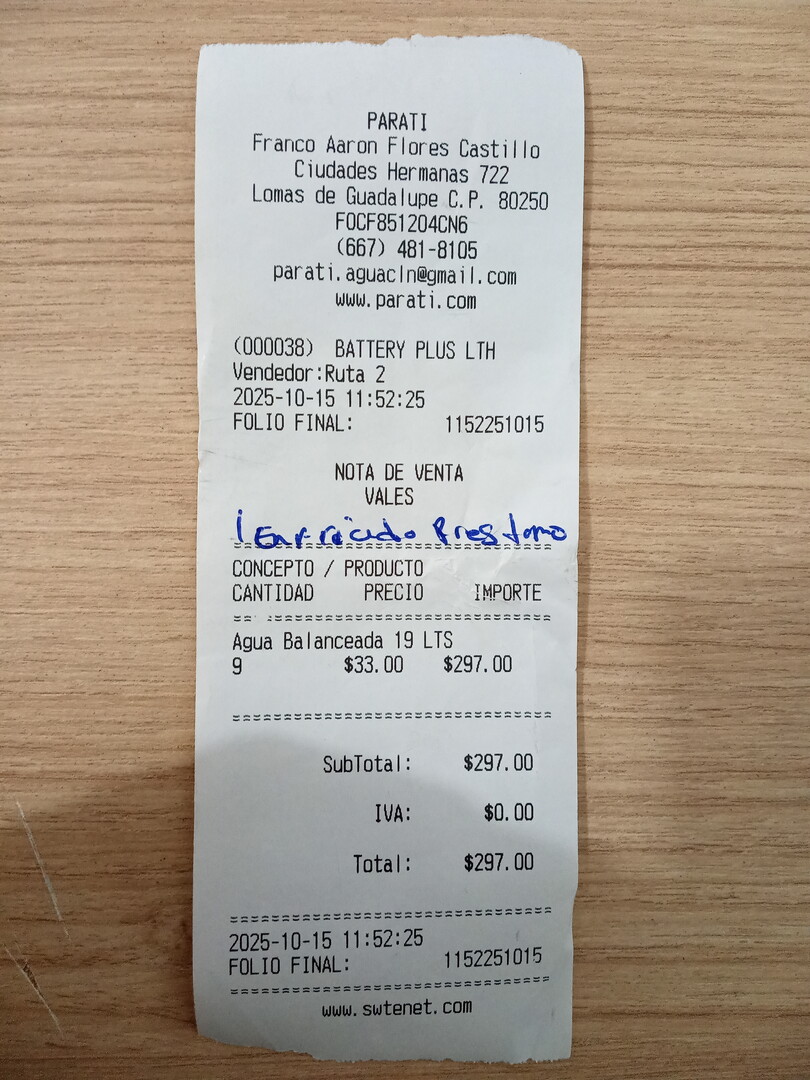 PARATI
Franco Aaron Flores Castillo
Ciudades Hermanas 722
Lomas de Guadalupe C.P. 80250
FOCF851204CN6
(667) 481-8105
parati.aguacln@gmail.com
www.parati.com
(000038) BATTERY PLUS LTH
Vendedor:Ruta 2
2025-10-15 11:52:25
FOLIO FINAL: 1152251015
NOTA DE VENTA
VALES
1
CONCEPTO / PRODUCTO
CANTIDAD PRECIO IMPORTE
Agua Balanceada 19 LTS
9 $33.00 $297.00
SubTotal: $297.00
IVA: $0.00
Total: $297.00
2025-10-15 11:52:25
FOLIO FINAL: 1152251015
www.swtenet.com